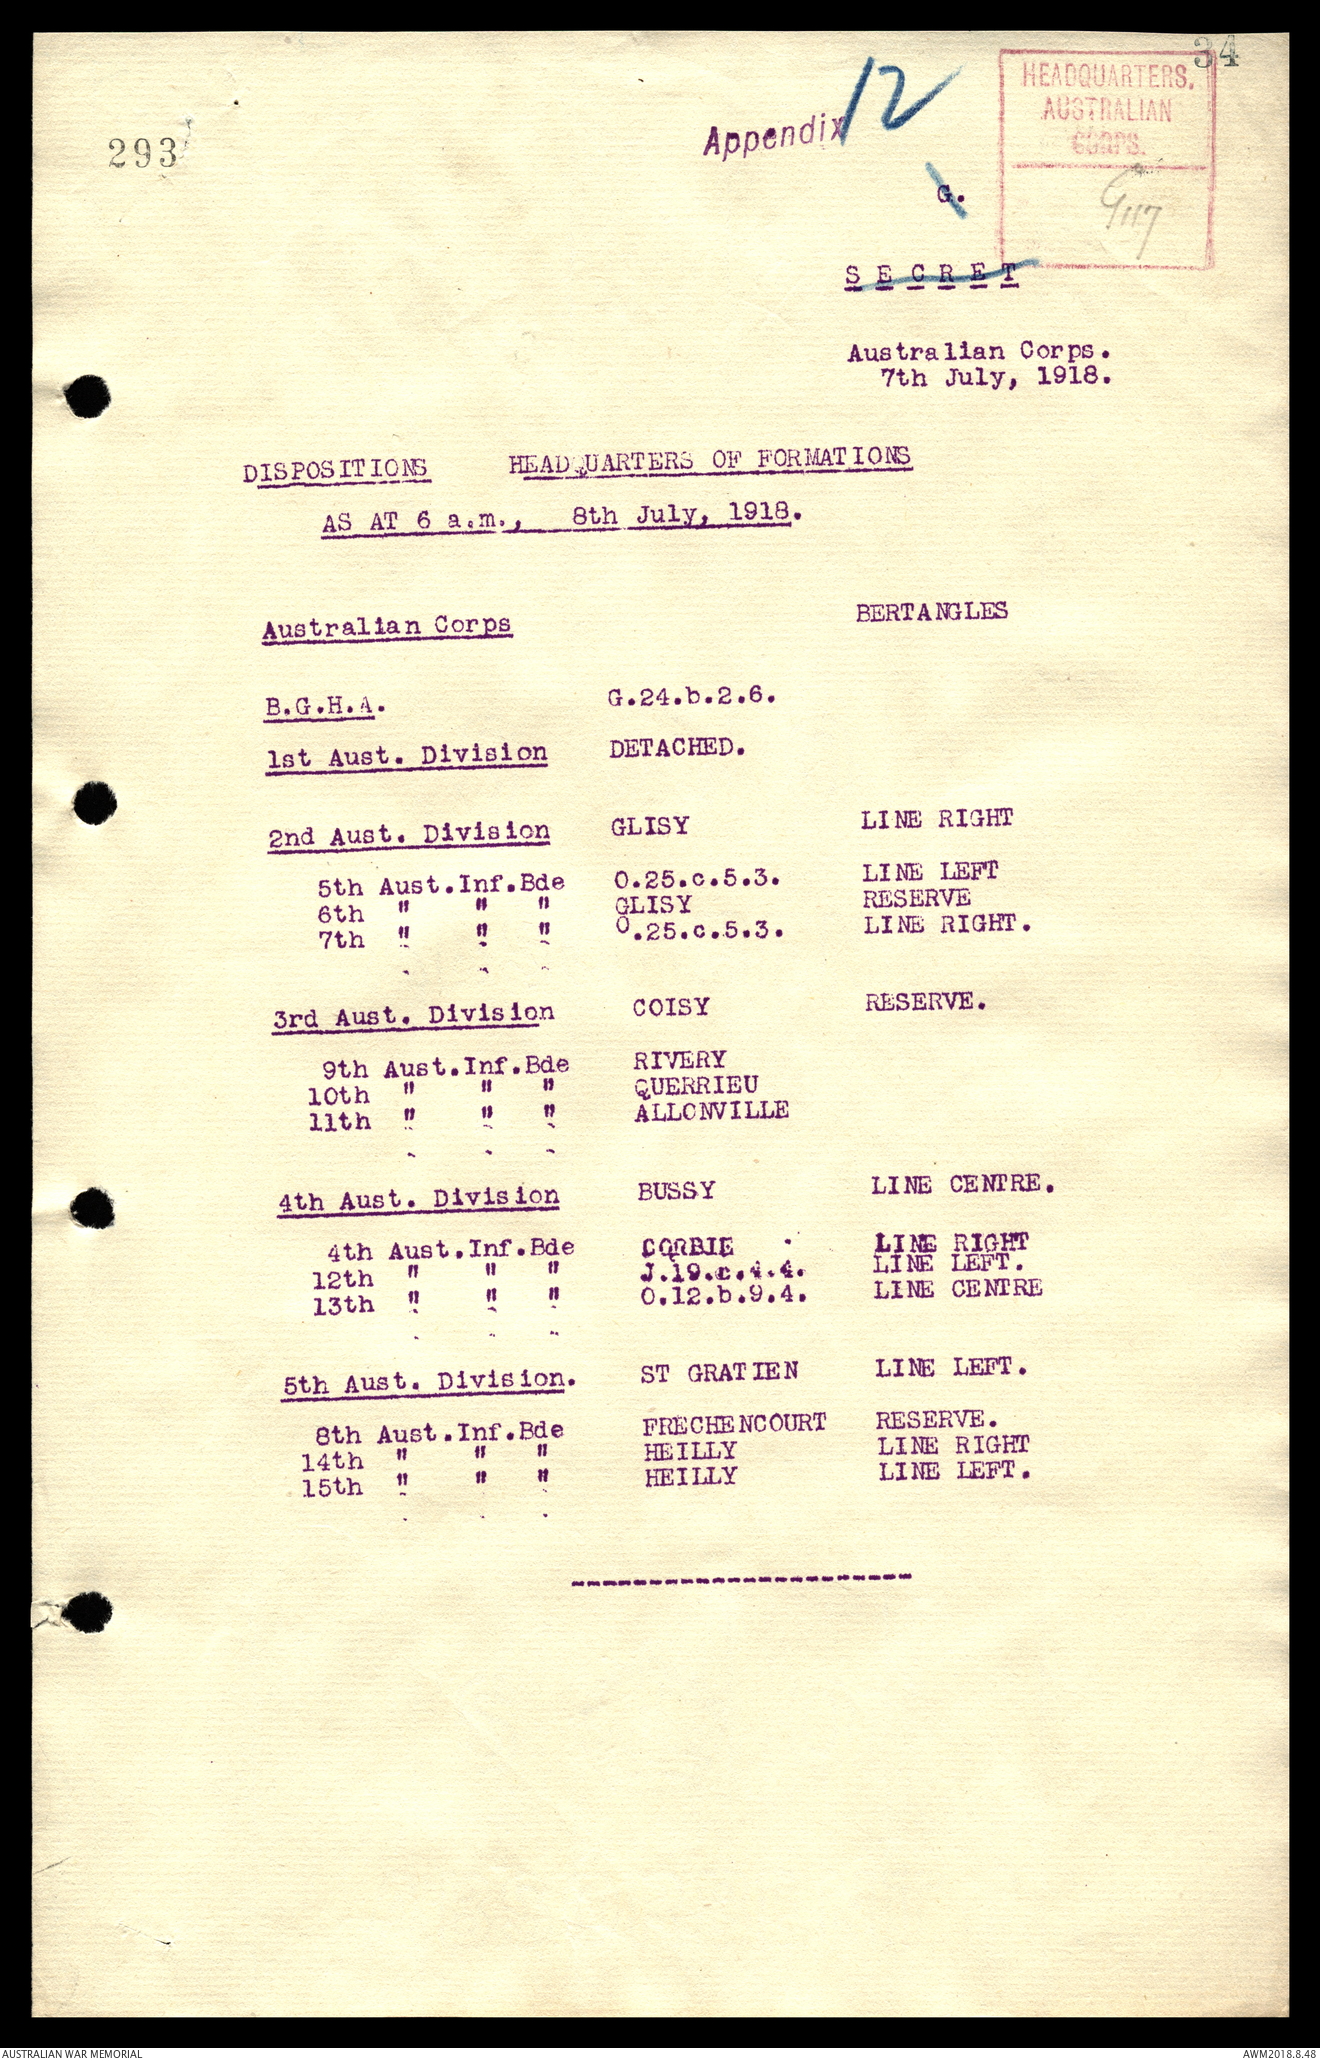 34
HEADQUARTERS.
AUSTRALIAN
CORPS.
293
Appendix 12
G.
SECRET
Australian Corps.
7th July, 1918.
DISPOSITIONS HEADQUARTERS OF FORMATIONS
AS AT 6 a.m., 8th July, 1918.
Australian Corps BERTANGLES
B.G.H.A. G.24.b.2.6.
1st Aust. Division DETACHED.
2nd Aust. Division GLISY LINE RIGHT
5th Aust.Inf.Bde O.25.c.5.3. LINE LEFT
6th " " " GLISY RESERVE
7th " " " O.25.c.5.3. LINE RIGHT.
3rd Aust. Division COISY RESERVE.
9th Aust.Inf.Bde RIVERY
10th " " " QUERRIEU
11th " " " ALLONVILLE
4th Aust. Division BUSSY LINE CENTRE.
4th Aust.Inf.Bde CORBIE LINE RIGHT
12th " " " J.19.c.4.4. LINE LEFT.
13th " " " O.12.b.9.4. LINE CENTRE
5th Aust. Division. ST GRATIEN LINE LEFT.
8th Aust.Inf.Bde FRECHENCOURT RESERVE.
14th " " " HEILLY LINE RIGHT
15th " " " HEILLY LINE LEFT.
AUSTRALIAN WAR MEMORIAL AWM2018.8.48